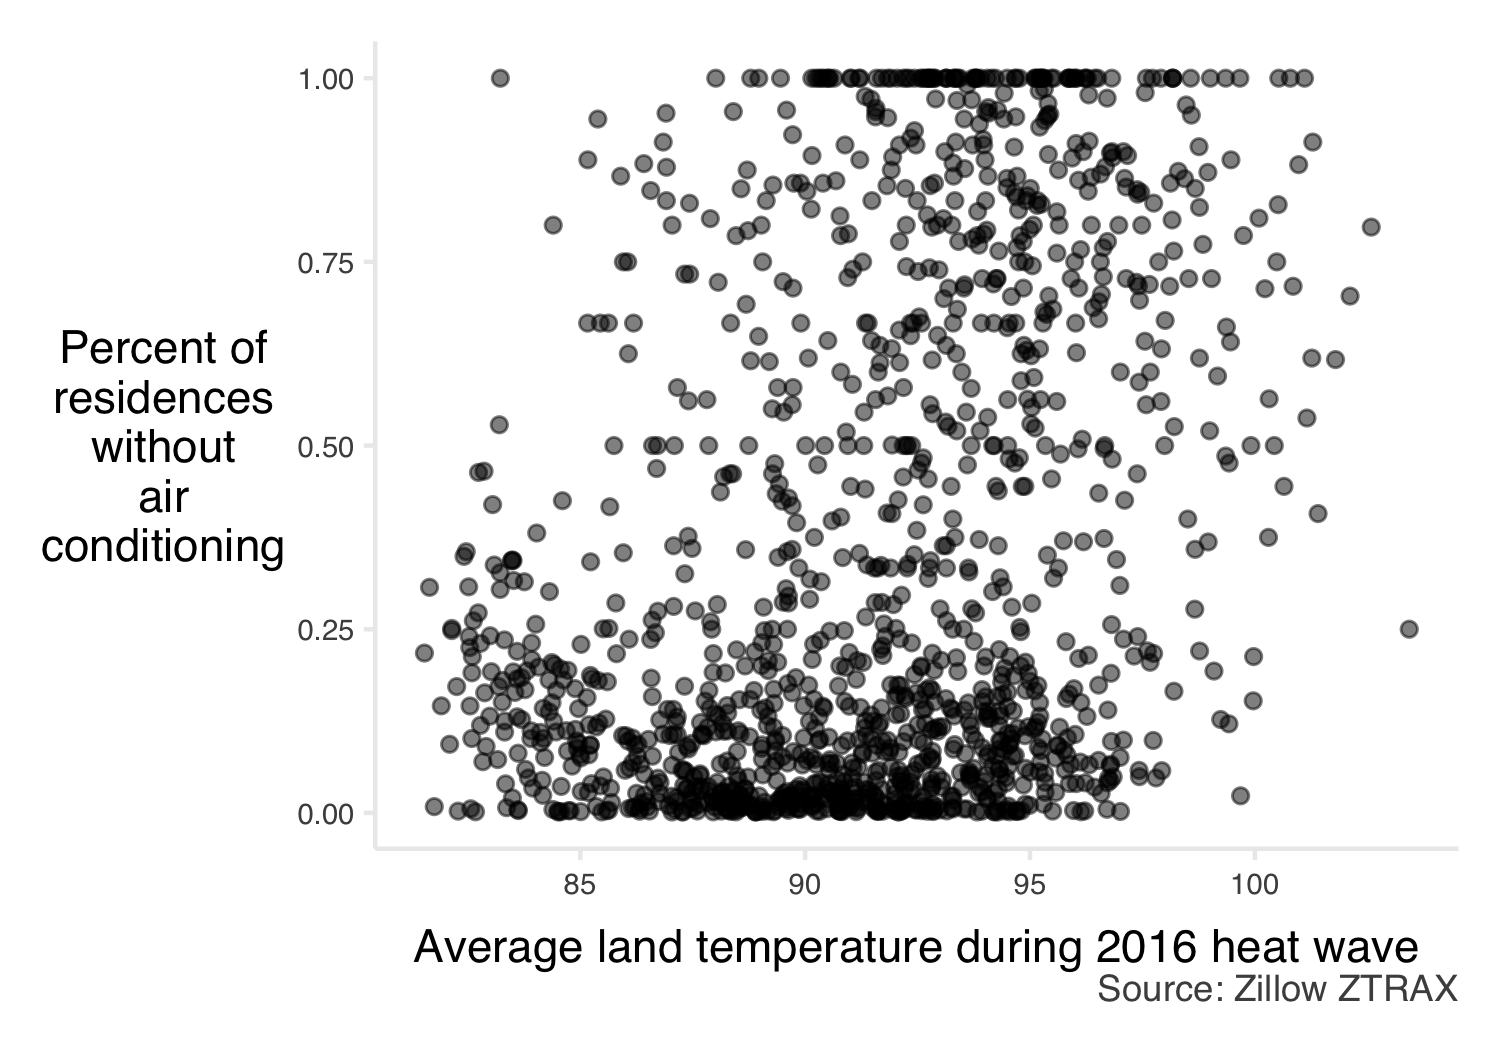 Percent of
residences
without
air
conditioning
1.00
0.75
0.50
0.25
0.00
85 90 95 100
Average land temperature during 2016 heat wave
Source: Zillow ZTRAX